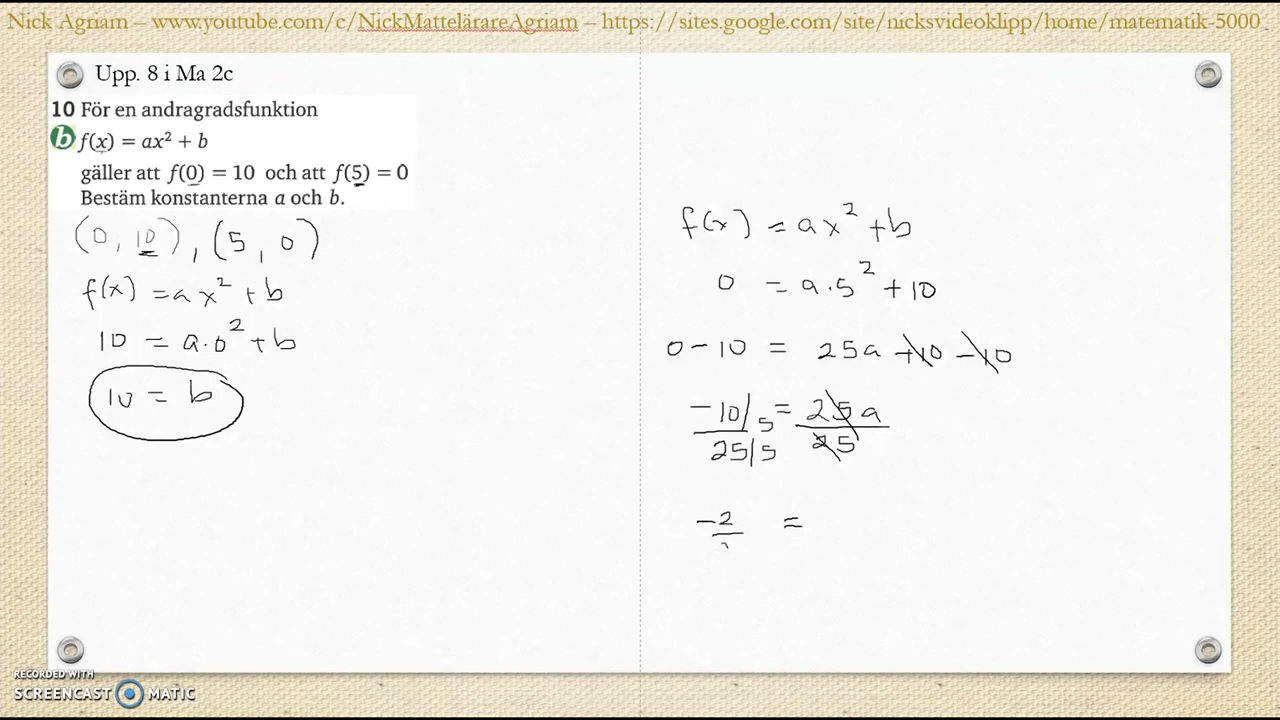 Nick Agriam – www.youtube.com/c/NickMattelärareAgriam – https://sites.google.com/site/nicksvideoklipp/home/matematik-5000
Upp. 8 i Ma 2c
10 För en andragradsfunktion
b f(x) = ax² + b
gäller att f(0) = 10 och att f(5) = 0
Bestäm konstanterna a och b.
(0, 10), (5, 0)
f(x) = ax² + b
10 = a·0² + b
10 = b
f(x) = ax² + b
0 = a·5² + 10
0 - 10 = 25a + 10 - 10
-10/5 = 25a
25/5 25
-2 =
RECORDED WITH
SCREENCAST MATIC